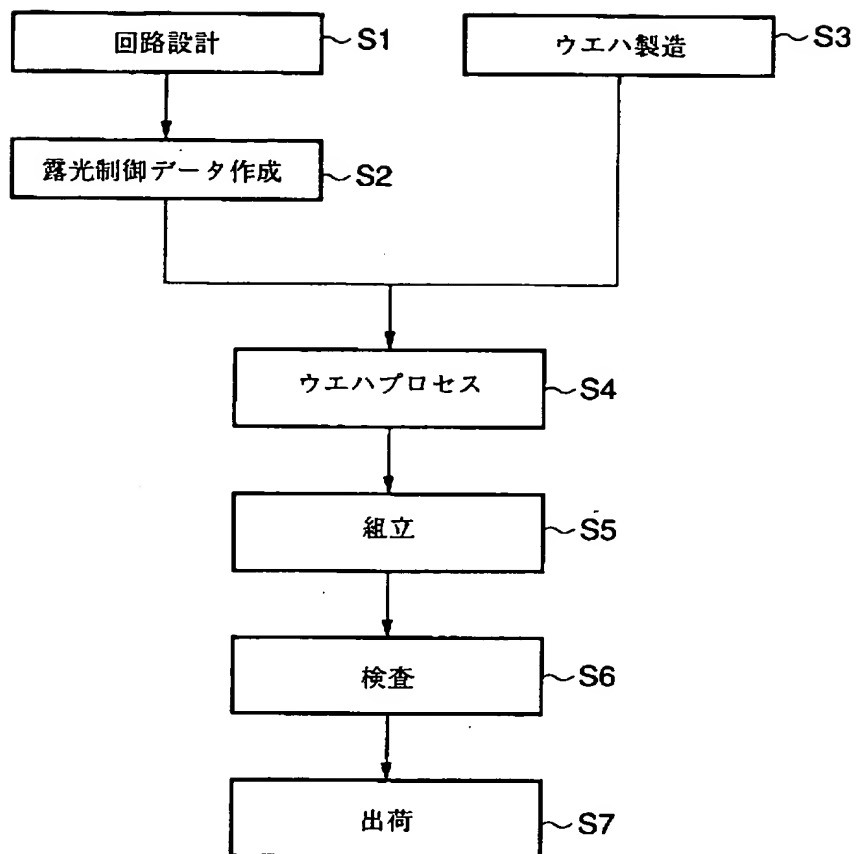 回路設計 S1
ウエハ製造 S3
露光制御データ作成 S2
ウエハプロセス S4
組立 S5
検査 S6
出荷 S7